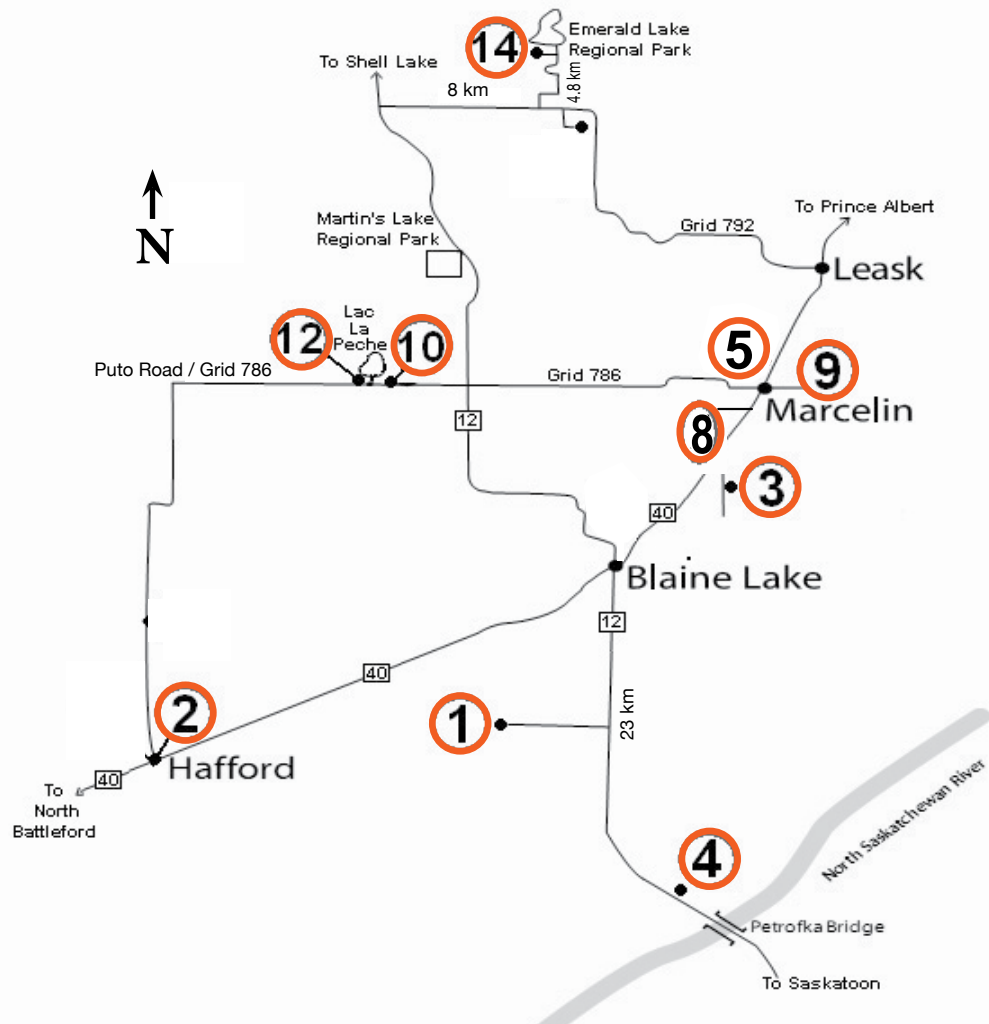 14
Emerald Lake
Regional Park
To Shell Lake
8 km
4.8 km
N
Martin's Lake
Regional Park
To Prince Albert
Grid 792
Leask
12
Lac
La
Peche
10
5
9
Puto Road / Grid 786
Grid 786
Marcelin
12
8
3
40
Blaine Lake
12
40
2
1
23 km
Hafford
40
To
North
Battleford
4
North Saskatchewan River
Petrofka Bridge
To Saskatoon